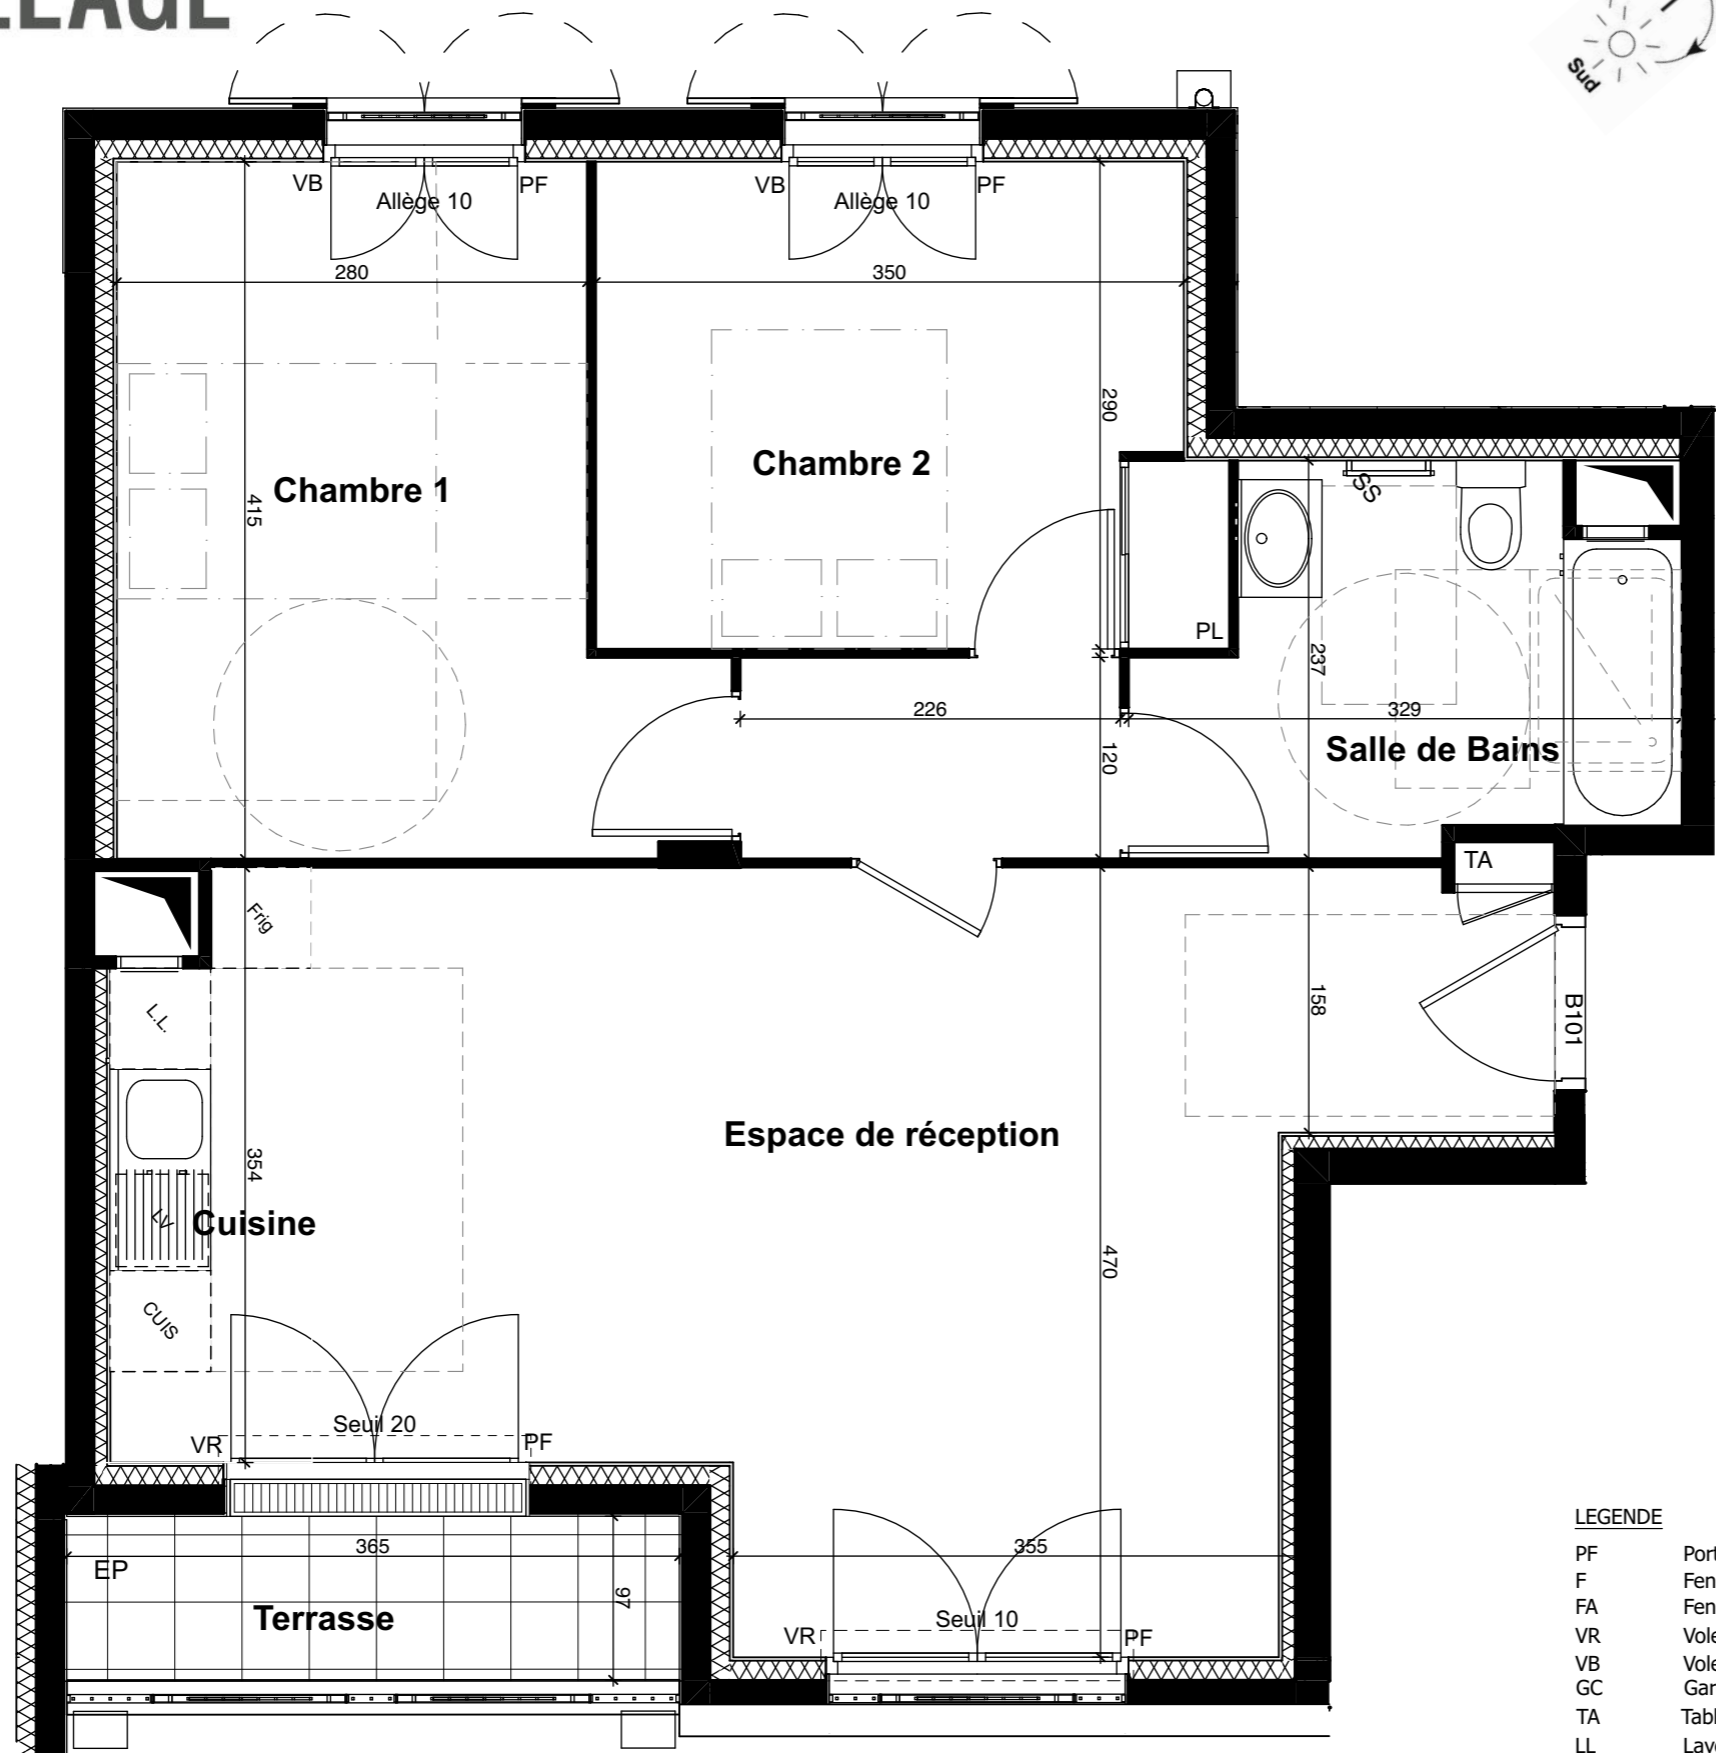 Sud
VB
Allège 10
PF
VB
Allège 10
PF
280
350
290
415
Chambre 1
Chambre 2
SS
PL
237
226
329
120
Salle de Bains
TA
Frig
L.L.
158
B101
Espace de réception
354
LV
Cuisine
470
CUIS
Seuil 20
VR
PF
365
EP
97
Terrasse
355
Seuil 10
VR
PF
LEGENDE
PF
F
FA
VR
VB
GC
TA
LL